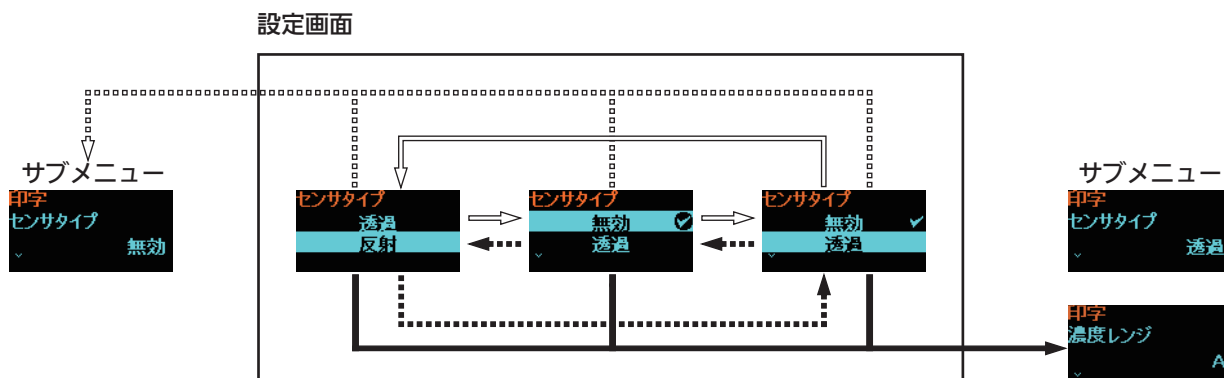 設定画面
サブメニュー
印字
センサタイプ
無効
センサタイプ
透過
反射
センサタイプ
無効
透過
センサタイプ
無効
透過
サブメニュー
印字
センサタイプ
透過
印字
濃度レンジ
A